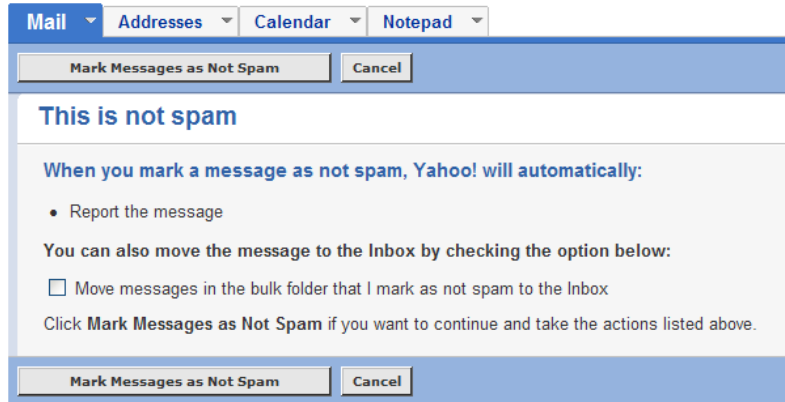 Mail Addresses Calendar Notepad
Mark Messages as Not Spam Cancel
This is not spam
When you mark a message as not spam, Yahoo! will automatically:
• Report the message
You can also move the message to the Inbox by checking the option below:
Move messages in the bulk folder that I mark as not spam to the Inbox
Click Mark Messages as Not Spam if you want to continue and take the actions listed above.
Mark Messages as Not Spam Cancel